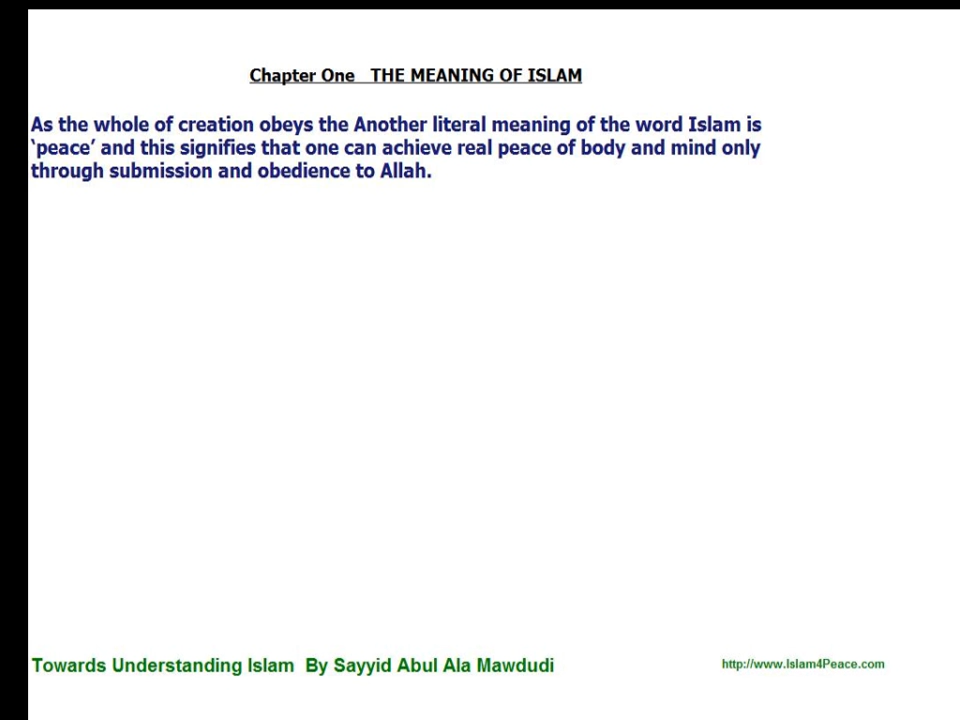 Chapter One   THE MEANING OF ISLAM
As the whole of creation obeys the Another literal meaning of the word Islam is
‘peace’ and this signifies that one can achieve real peace of body and mind only
through submission and obedience to Allah.
Towards Understanding Islam  By Sayyid Abul Ala Mawdudi
http://www.Islam4Peace.com